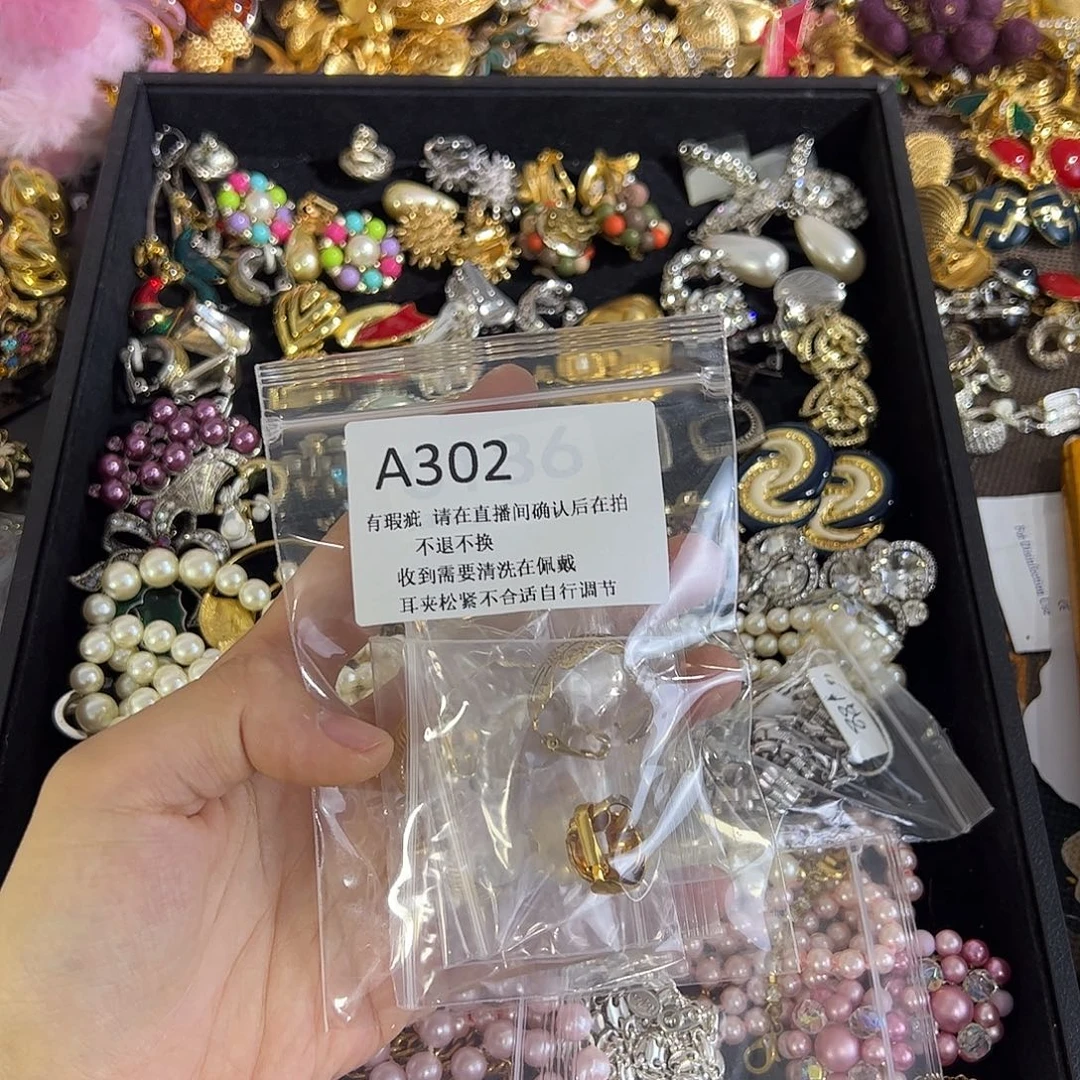 A302
有瑕疵 请在直播间确认后在拍
不退不换
收到需要清洗在佩戴
耳夹松紧不合适自行调节